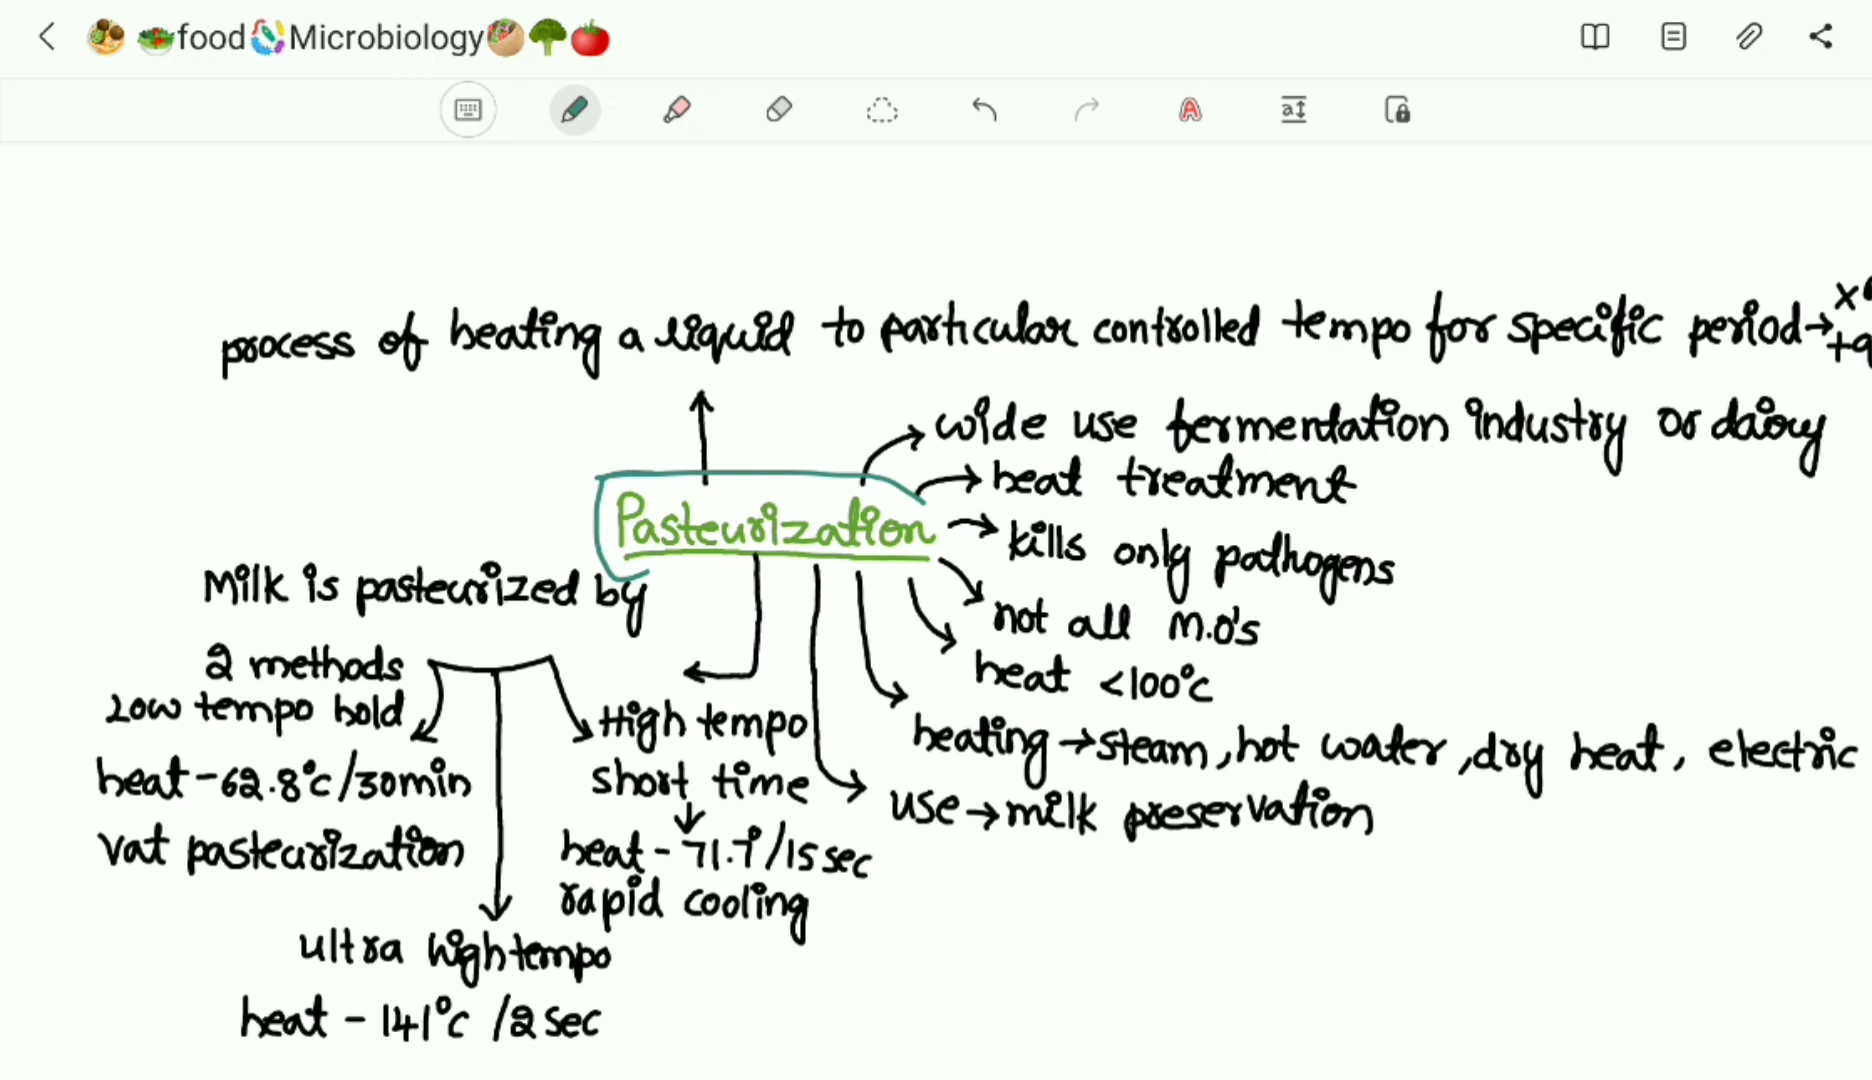 food Microbiology
process of heating a liquid to particular controlled tempo for specific period →
wide use fermentation industry or dairy
heat treatment
Pasteurization
kills only pathogens
not all M.O's
heat <100°c
heating → steam, hot water, dry heat, electric
use → milk preservation
Milk is pasteurized by
2 methods
Low tempo hold
heat - 62.8°c / 30min
vat pasteurization
High tempo
short time
heat - 71.7° / 15 sec
rapid cooling
ultra high tempo
heat - 141°c / 2 sec